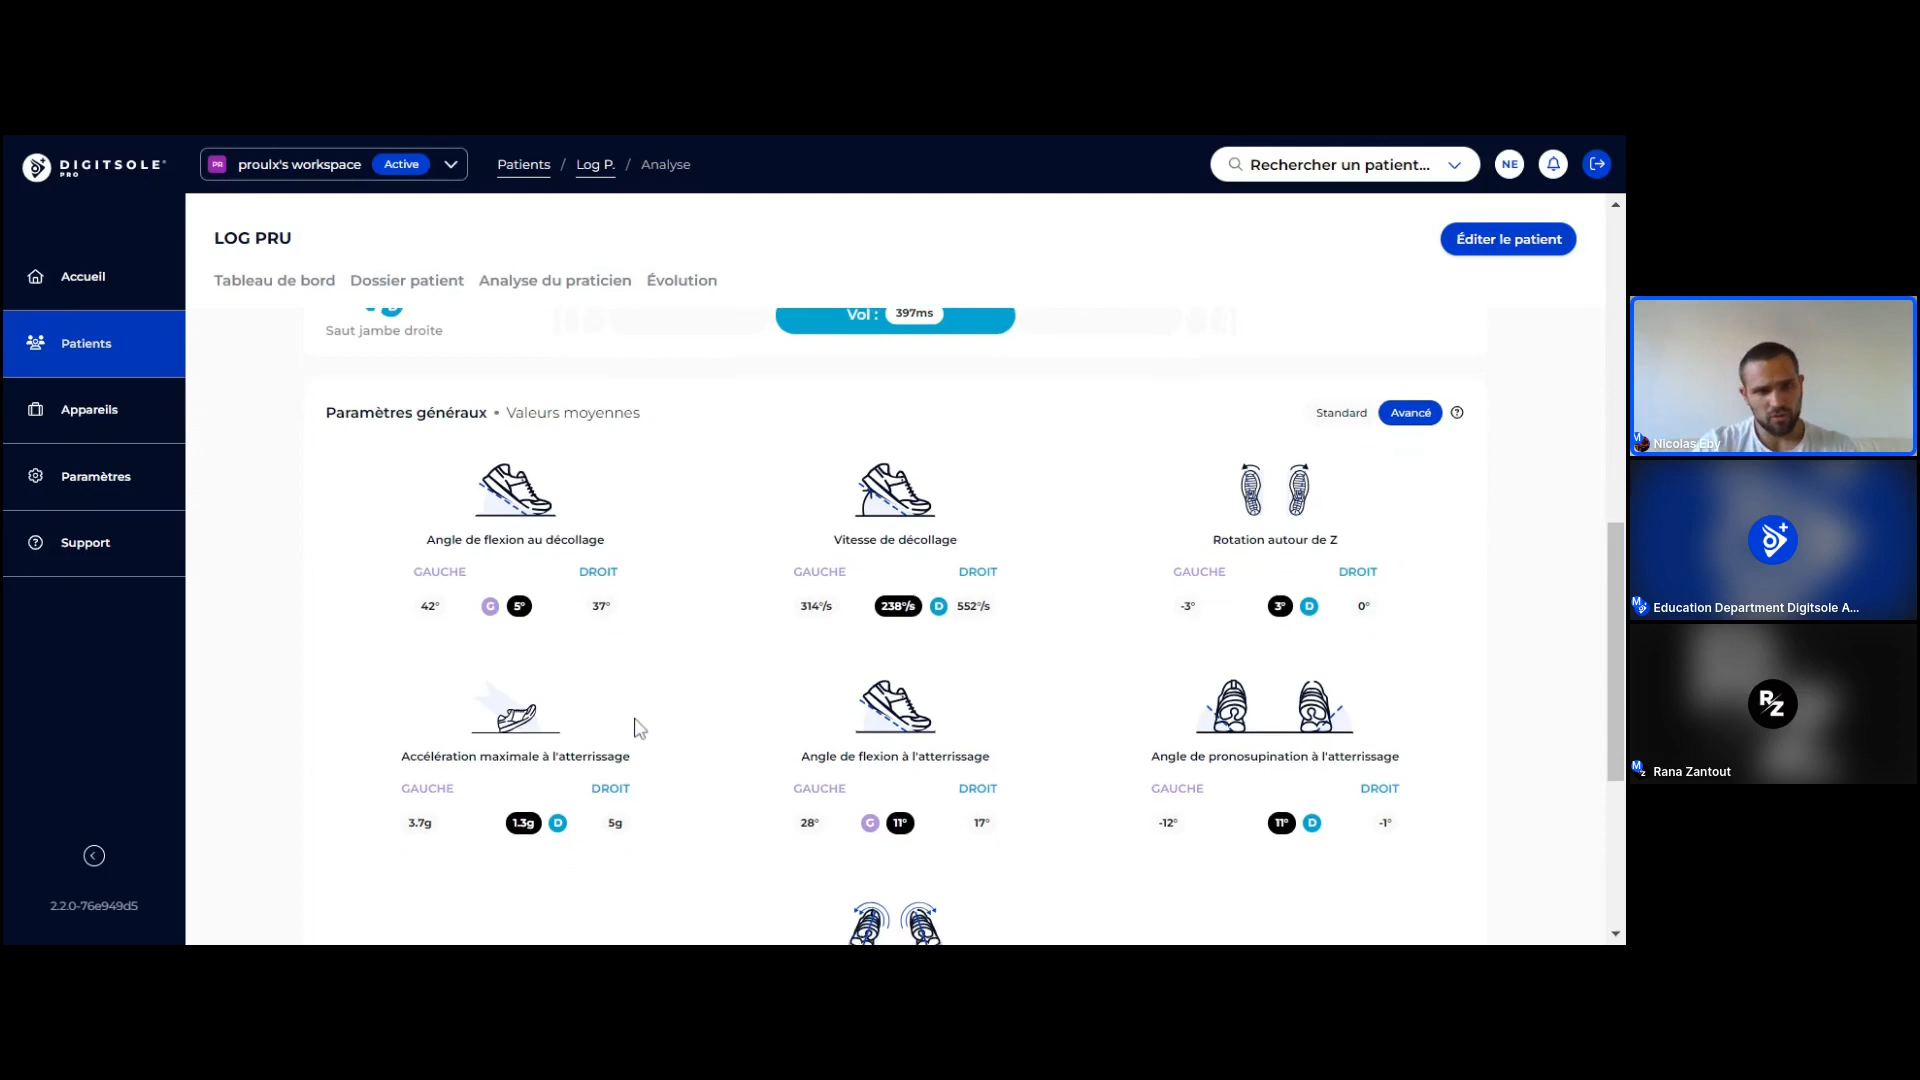 DIGITSOLE
PRO
PR proulx's workspace Active
Patients / Log P. / Analyse
Rechercher un patient...
NE
Accueil
Patients
Appareils
Paramètres
Support
2.2.0-76e949d5
LOG PRU
Éditer le patient
Tableau de bord Dossier patient Analyse du praticien Évolution
Saut jambe droite
Vol : 397ms
Paramètres généraux • Valeurs moyennes
Standard Avancé
Angle de flexion au décollage
GAUCHE DROIT
42° G 5° 37°
Vitesse de décollage
GAUCHE DROIT
314°/s 238°/s D 552°/s
Rotation autour de Z
GAUCHE DROIT
-3° 3° D 0°
Accélération maximale à l'atterrissage
GAUCHE DROIT
3.7g 1.3g D 5g
Angle de flexion à l'atterrissage
GAUCHE DROIT
28° G 11° 17°
Angle de pronosupination à l'atterrissage
GAUCHE DROIT
-12° 11° D -1°
Nicolas Eby
Education Department Digitsole A...
RZ
Rana Zantout